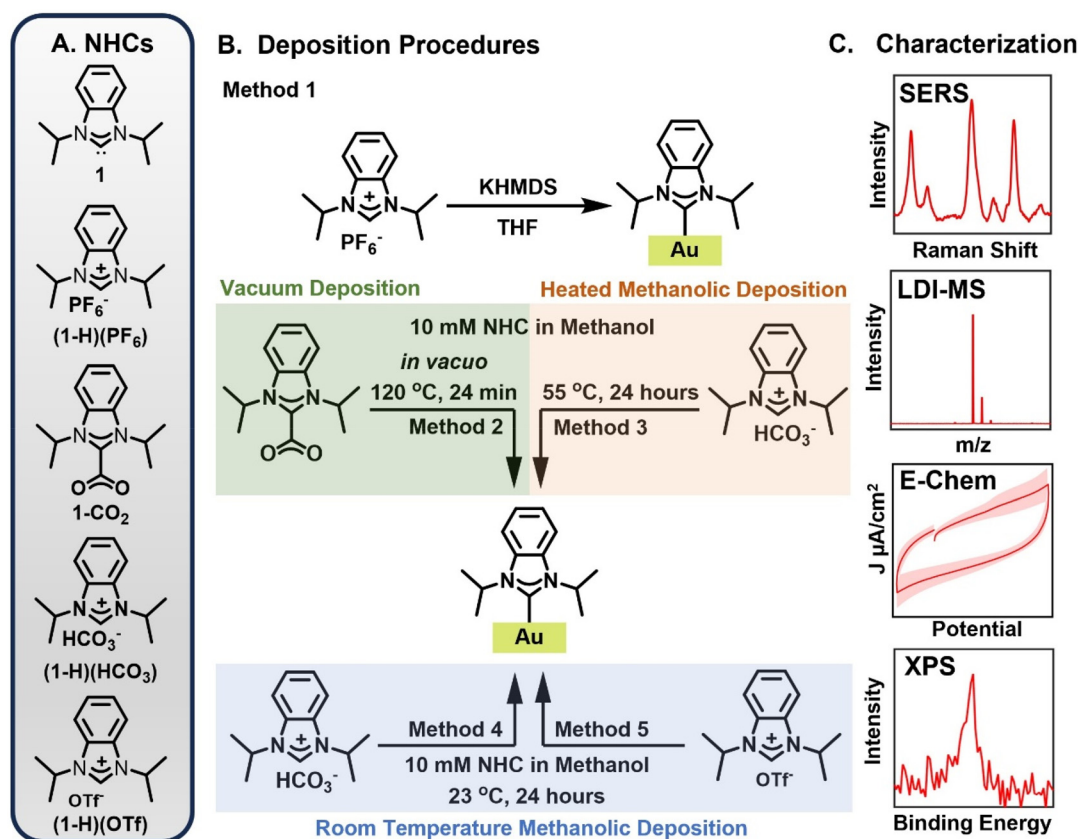 A. NHCs
N
N
1
N
N
+
PF6-
(1-H)(PF6)
N
N
+
O
O
1-CO2
N
N
+
HCO3-
(1-H)(HCO3)
N
N
+
OTf-
(1-H)(OTf)
B. Deposition Procedures
Method 1
N
N
+
PF6-
KHMDS
THF
N
N
Au
Vacuum Deposition
Heated Methanolic Deposition
10 mM NHC in Methanol
in vacuo
120 °C, 24 min
55 °C, 24 hours
Method 2
Method 3
N
N
+
O
O
N
N
+
HCO3-
N
N
Au
N
N
+
HCO3-
Method 4
Method 5
10 mM NHC in Methanol
23 °C, 24 hours
N
N
+
OTf-
Room Temperature Methanolic Deposition
C. Characterization
SERS
Intensity
Raman Shift
LDI-MS
Intensity
m/z
E-Chem
J µA/cm2
Potential
XPS
Intensity
Binding Energy